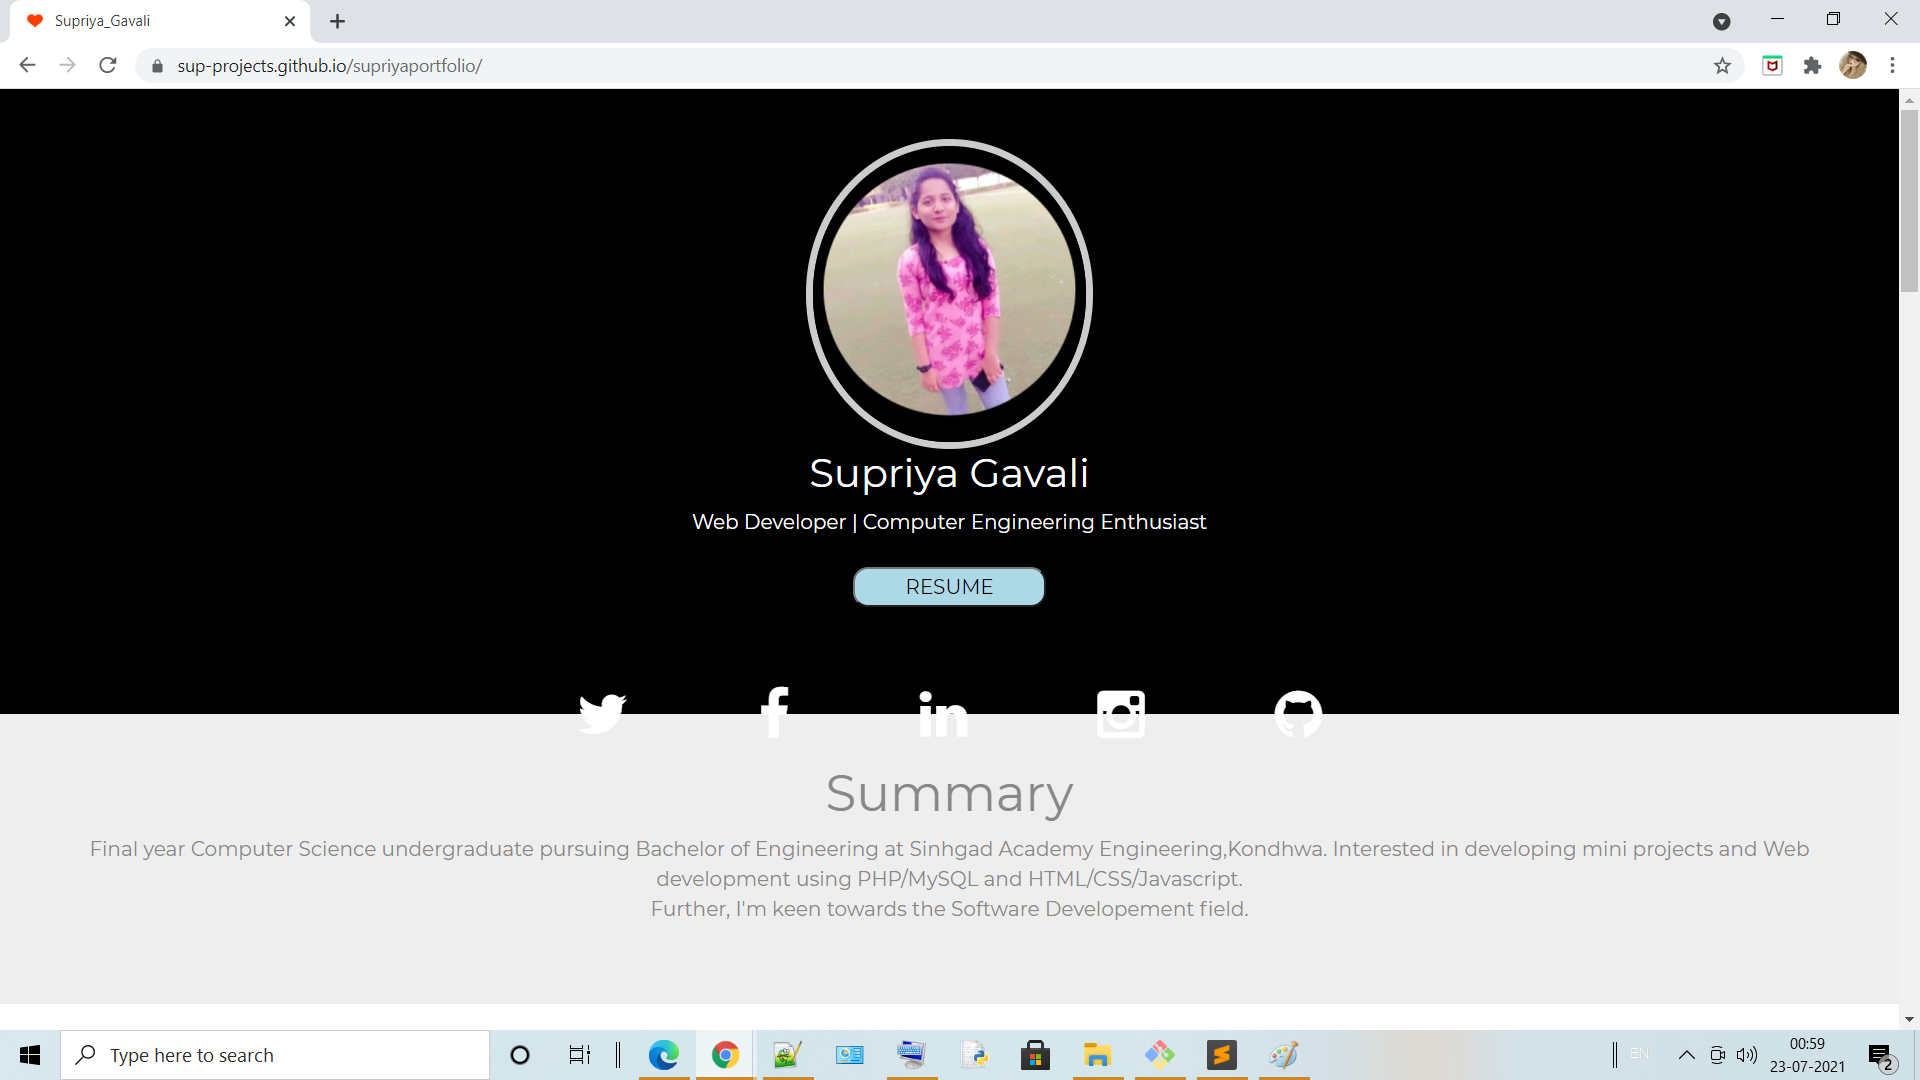 Supriya_Gavali
sup-projects.github.io/supriyaportfolio/
Supriya Gavali
Web Developer | Computer Engineering Enthusiast
RESUME
Summary
Final year Computer Science undergraduate pursuing Bachelor of Engineering at Sinhgad Academy Engineering,Kondhwa. Interested in developing mini projects and Web
development using PHP/MySQL and HTML/CSS/Javascript.
Further, I'm keen towards the Software Developement field.
Type here to search
EN
00:59
23-07-2021
2